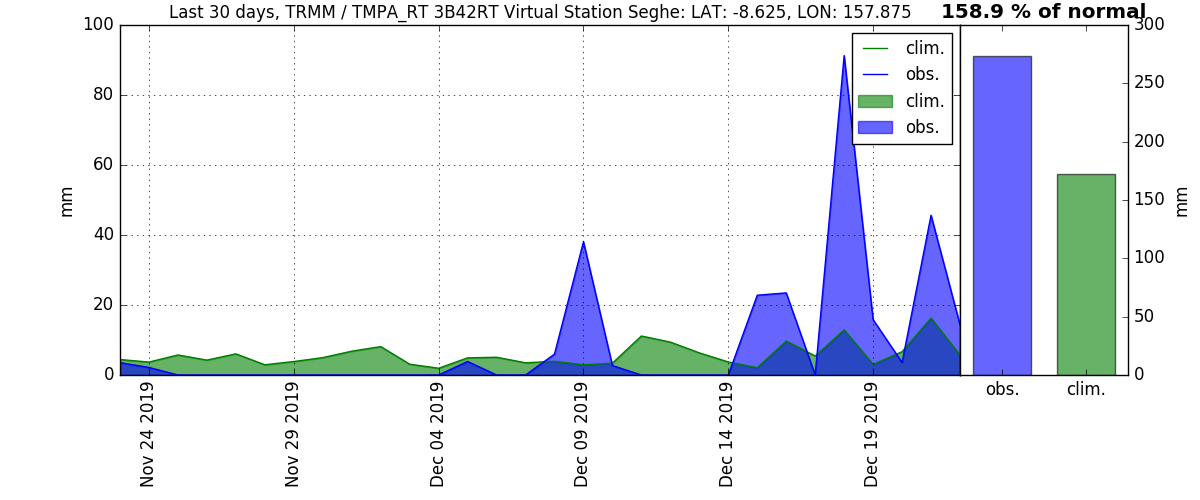 Last 30 days, TRMM / TMPA_RT 3B42RT Virtual Station Seghe: LAT: -8.625, LON: 157.875
158.9 % of normal
100
80
60
40
20
0
mm
clim.
obs.
clim.
obs.
300
250
200
150
100
50
0
mm
obs.
clim.
Nov 24 2019
Nov 29 2019
Dec 04 2019
Dec 09 2019
Dec 14 2019
Dec 19 2019